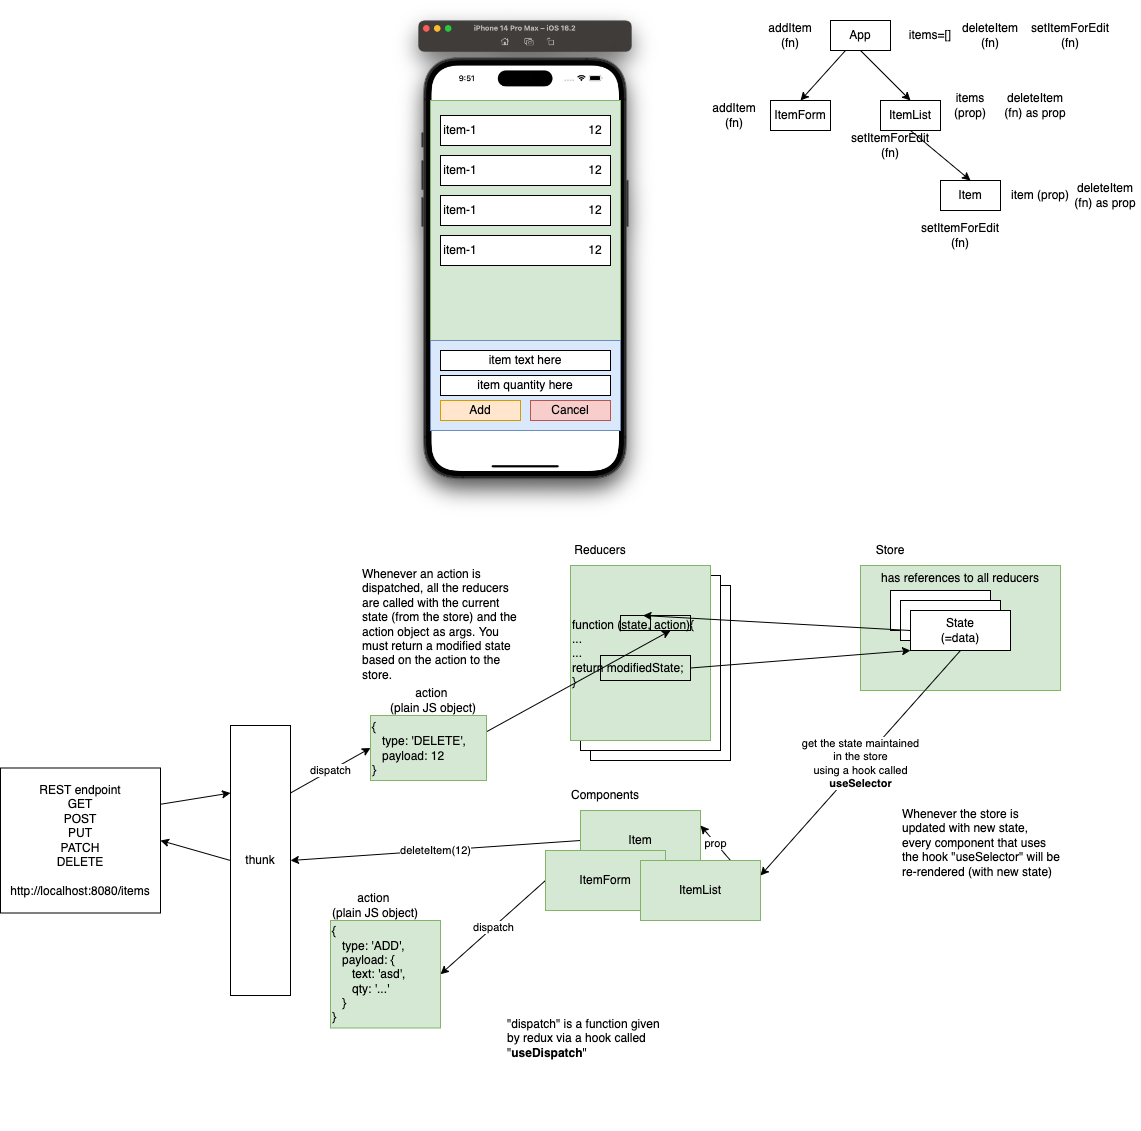 iPhone 14 Pro Max – iOS 16.2
9:51
item-1 12
item-1 12
item-1 12
item-1 12
item text here
item quantity here
Add
Cancel
addItem
(fn)
App
items=[]
deleteItem
(fn)
setItemForEdit
(fn)
addItem
(fn)
ItemForm
ItemList
items
(prop)
deleteItem
(fn) as prop
setItemForEdit
(fn)
Item
item (prop)
deleteItem
(fn) as prop
setItemForEdit
(fn)
Reducers
Store
Whenever an action is
dispatched, all the reducers
are called with the current
state (from the store) and the
action object as args. You
must return a modified state
based on the action to the
store.
function (state, action){
...
...
return modifiedState;
}
has references to all reducers
State
(=data)
action
(plain JS object)
{
type: 'DELETE',
payload: 12
}
dispatch
get the state maintained
in the store
using a hook called
useSelector
REST endpoint
GET
POST
PUT
PATCH
DELETE
http://localhost:8080/items
thunk
Components
Item
ItemForm
ItemList
prop
deleteItem(12)
Whenever the store is
updated with new state,
every component that uses
the hook "useSelector" will be
re-rendered (with new state)
action
(plain JS object)
{
type: 'ADD',
payload: {
text: 'asd',
qty: '...'
}
}
dispatch
"dispatch" is a function given
by redux via a hook called
"useDispatch"